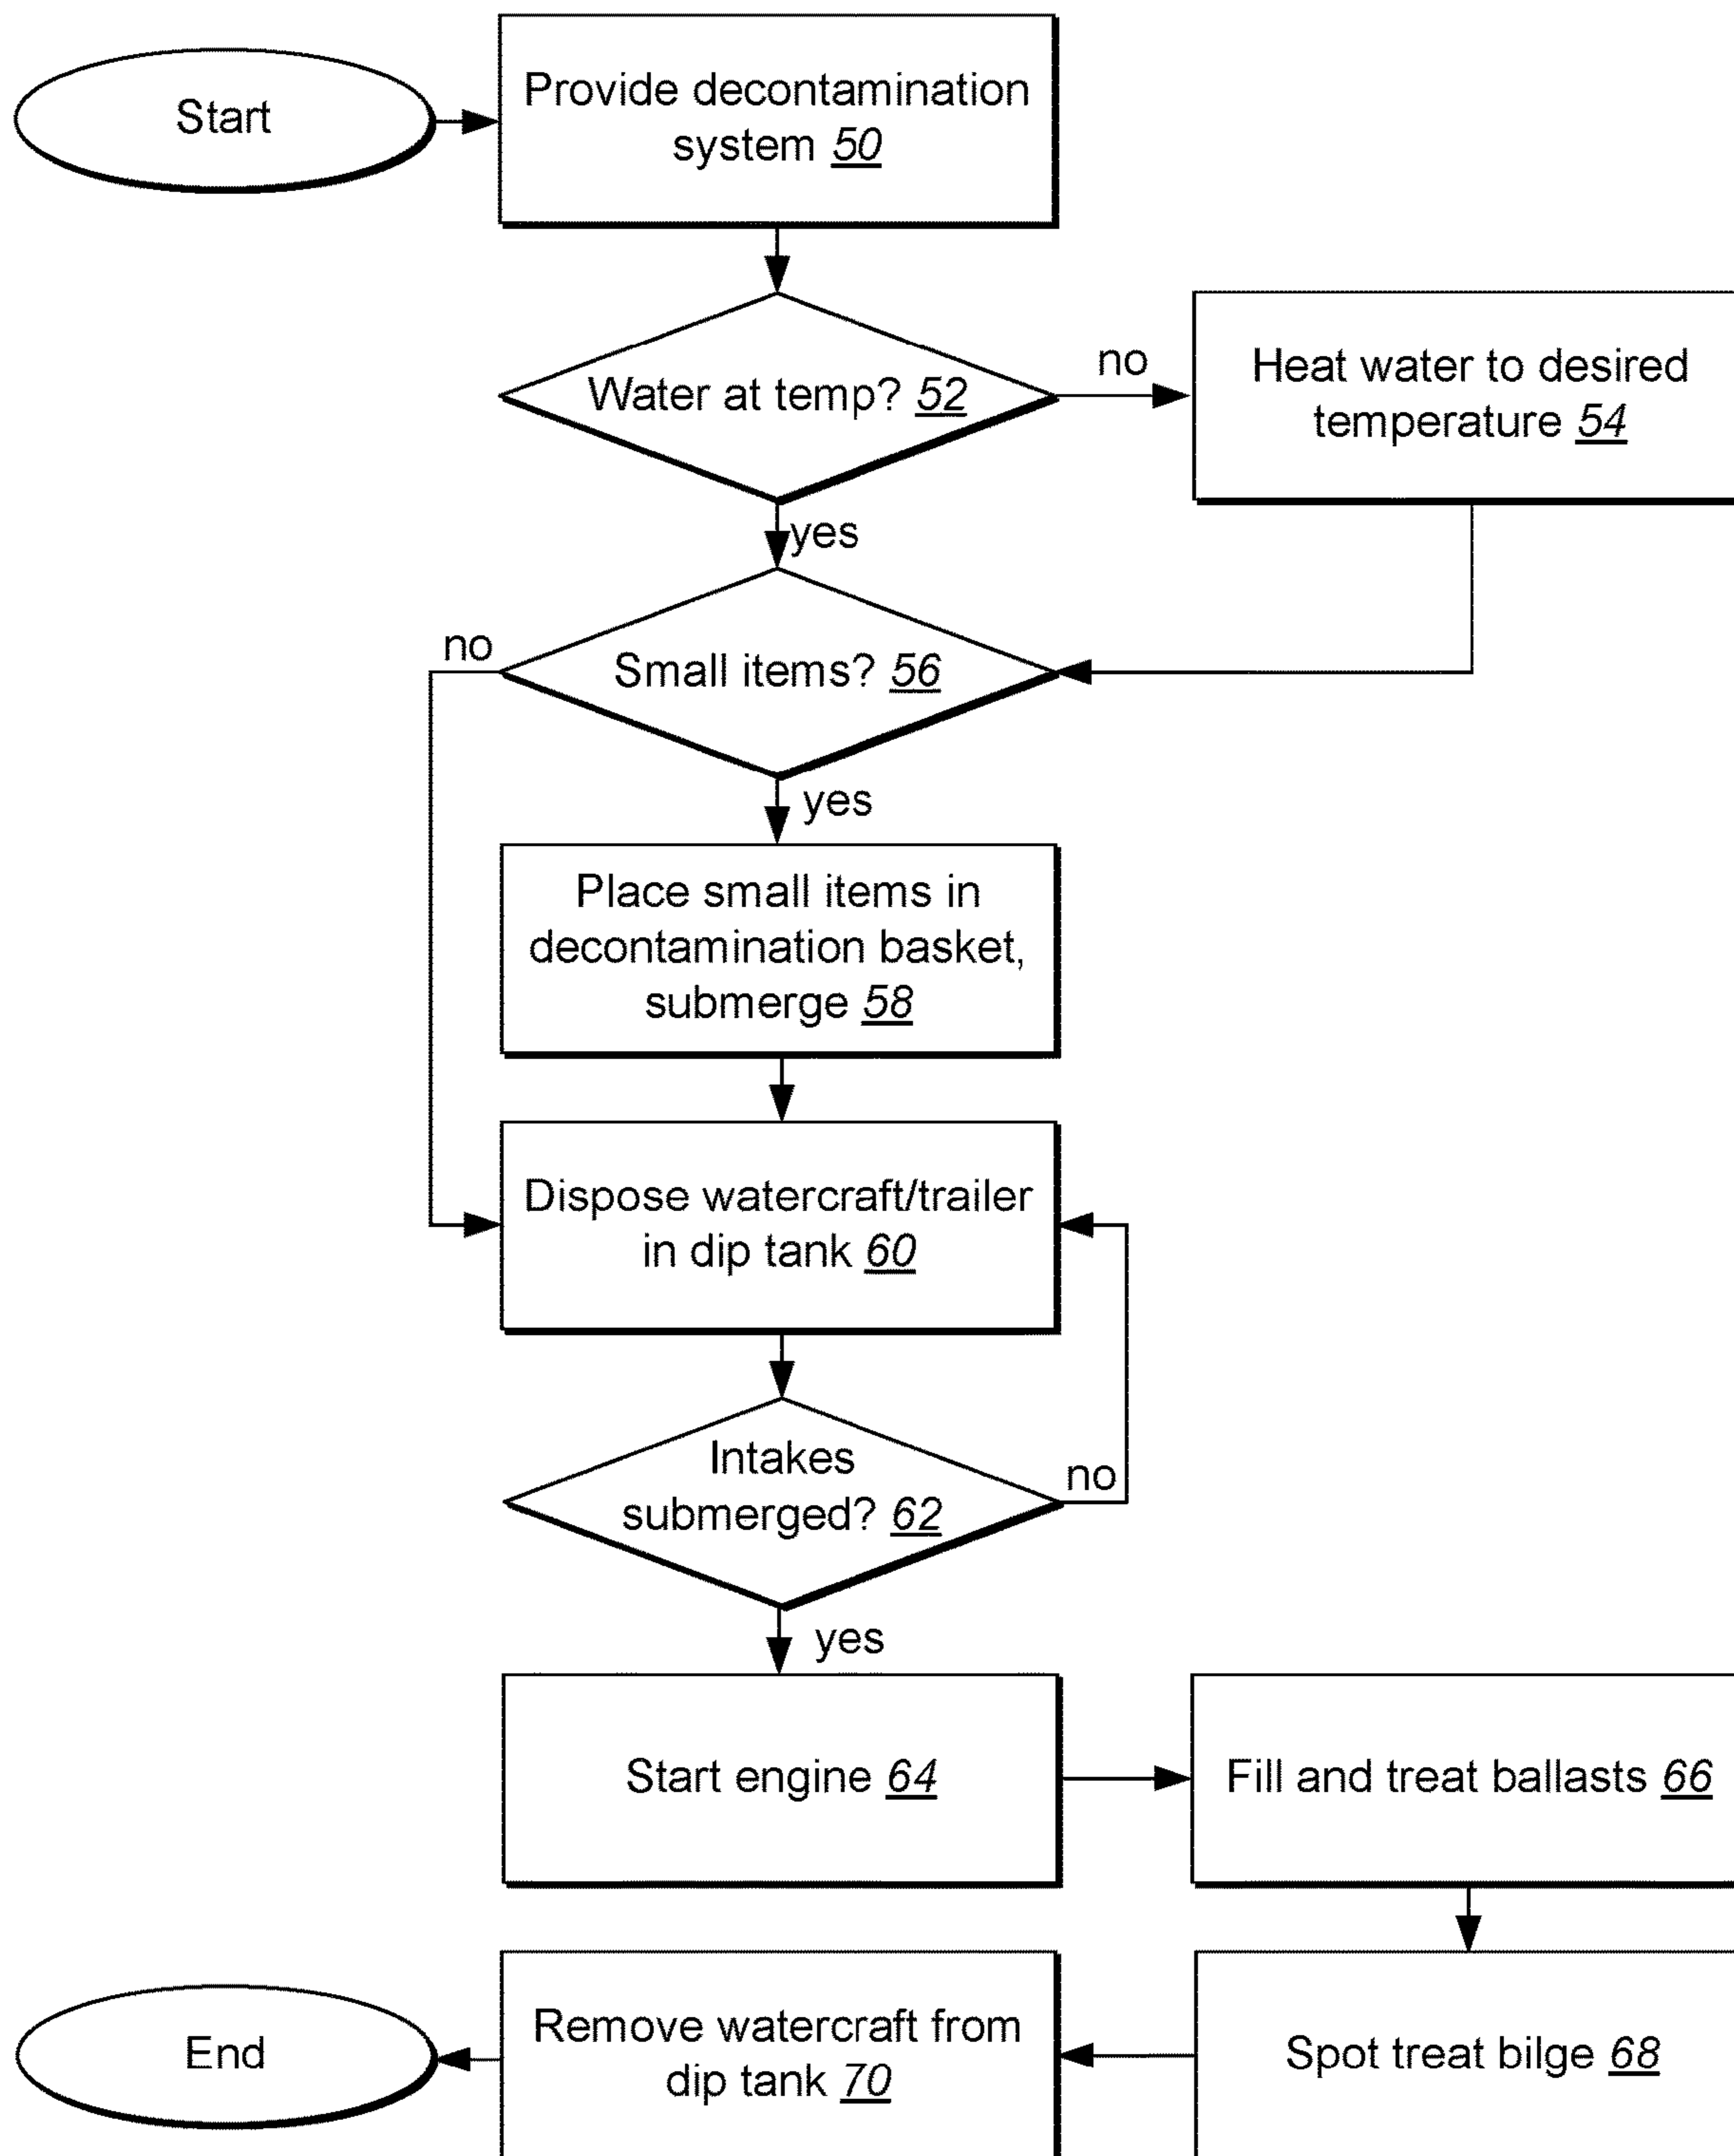 Start
Provide decontamination
system 50
Water at temp? 52
no
Heat water to desired
temperature 54
yes
Small items? 56
no
yes
Place small items in
decontamination basket,
submerge 58
Dispose watercraft/trailer
in dip tank 60
Intakes
submerged? 62
no
yes
Start engine 64
Fill and treat ballasts 66
Spot treat bilge 68
Remove watercraft from
dip tank 70
End